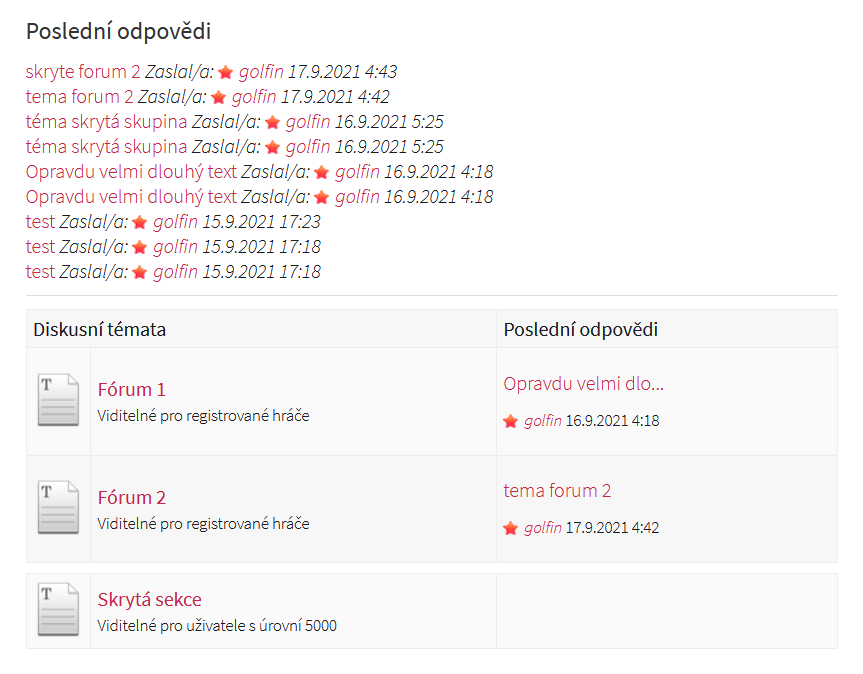 Poslední odpovědi
skryte forum 2 Zaslal/a: golfin 17.9.2021 4:43
tema forum 2 Zaslal/a: golfin 17.9.2021 4:42
téma skrytá skupina Zaslal/a: golfin 16.9.2021 5:25
téma skrytá skupina Zaslal/a: golfin 16.9.2021 5:25
Opravdu velmi dlouhý text Zaslal/a: golfin 16.9.2021 4:18
Opravdu velmi dlouhý text Zaslal/a: golfin 16.9.2021 4:18
test Zaslal/a: golfin 15.9.2021 17:23
test Zaslal/a: golfin 15.9.2021 17:18
test Zaslal/a: golfin 15.9.2021 17:18
Diskusní témata
Poslední odpovědi
T
Fórum 1
Viditelné pro registrované hráče
Opravdu velmi dlo...
golfin 16.9.2021 4:18
T
Fórum 2
Viditelné pro registrované hráče
tema forum 2
golfin 17.9.2021 4:42
T
Skrytá sekce
Viditelné pro uživatele s úrovní 5000